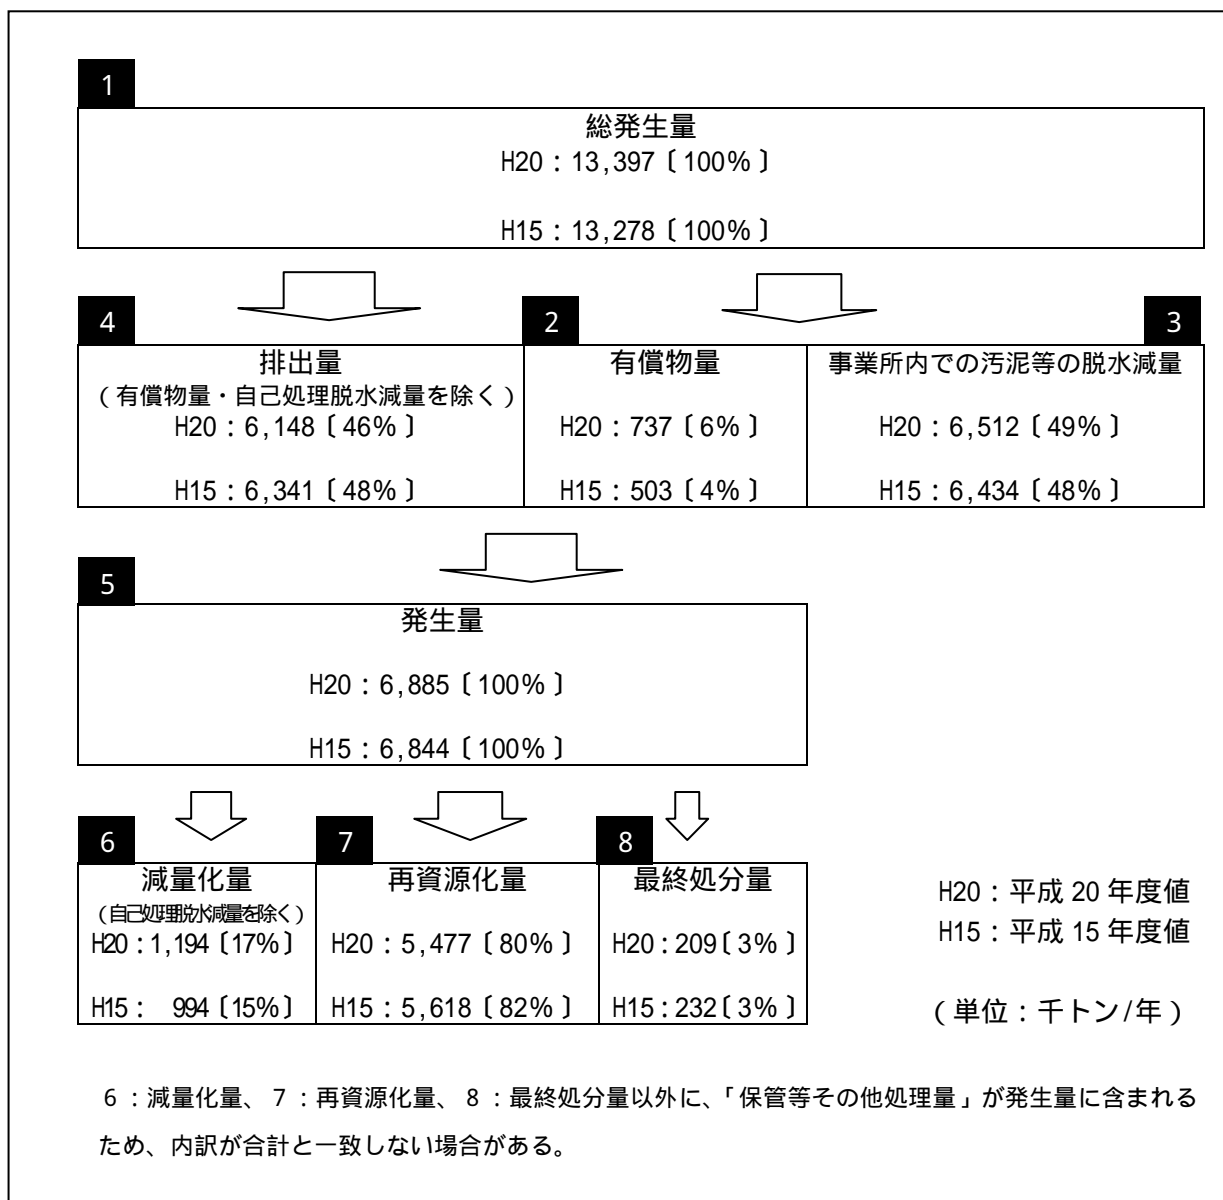 1
総発生量
H20：13,397〔100%〕
H15：13,278〔100%〕
4
排出量
（有償物量・自己処理脱水減量を除く）
H20：6,148〔46%〕
H15：6,341〔48%〕
2
有償物量
H20：737〔6%〕
H15：503〔4%〕
3
事業所内での汚泥等の脱水減量
H20：6,512〔49%〕
H15：6,434〔48%〕
5
発生量
H20：6,885〔100%〕
H15：6,844〔100%〕
6
減量化量
（自己処理脱水減量を除く）
H20：1,194〔17%〕
H15： 994〔15%〕
7
再資源化量
H20：5,477〔80%〕
H15：5,618〔82%〕
8
最終処分量
H20：209〔3%〕
H15：232〔3%〕
H20：平成 20 年度値
H15：平成 15 年度値
（単位：千トン/年）
6：減量化量、7：再資源化量、8：最終処分量以外に、「保管等その他処理量」が発生量に含まれる
ため、内訳が合計と一致しない場合がある。